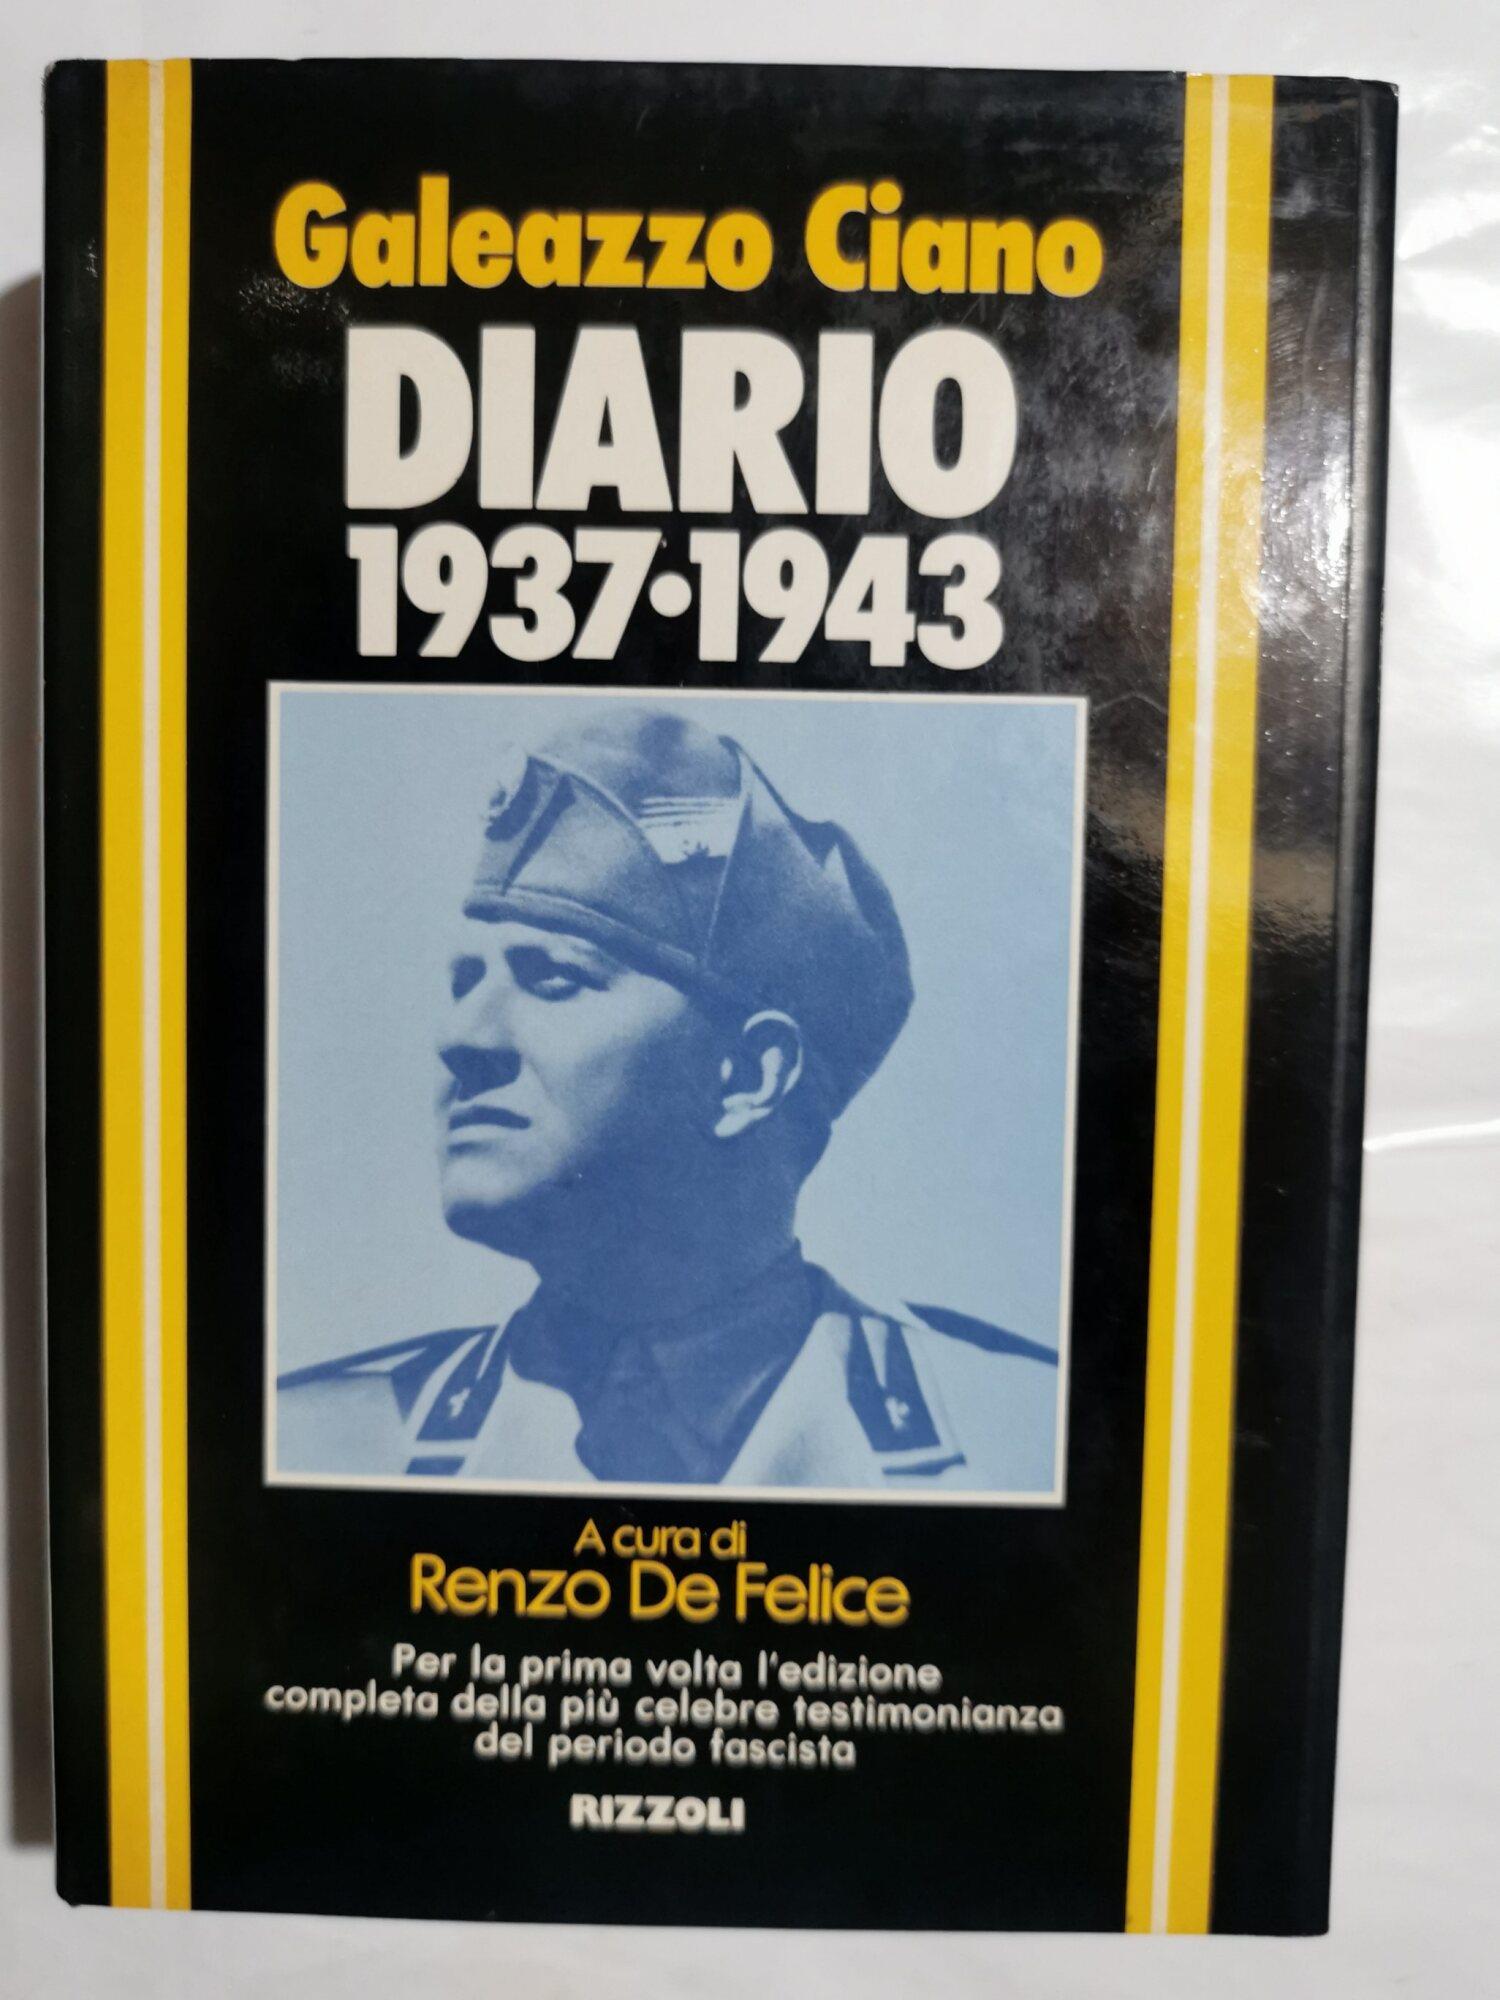 Galeazzo Ciano
DIARIO
1937•1943
A cura di
Renzo De Felice
Per la prima volta l'edizione
completa della più celebre testimonianza
del periodo fascista
RIZZOLI